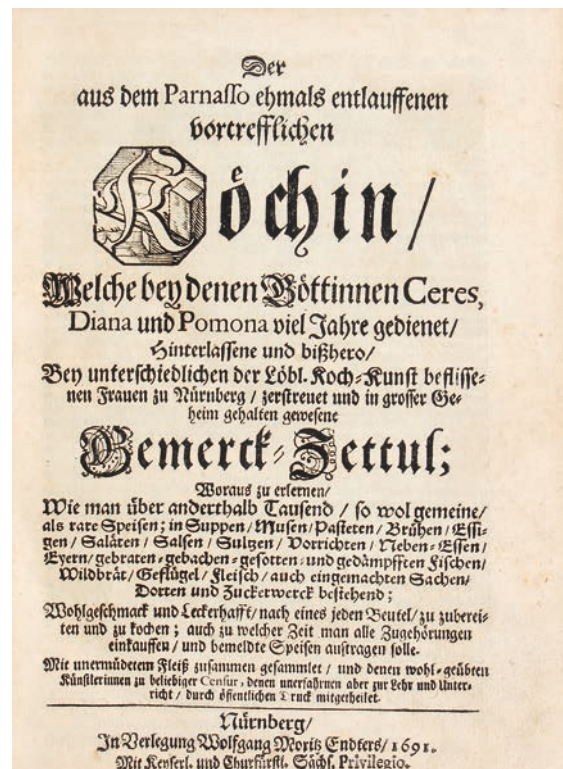 Der
aus dem Parnasso ehmals entlauffenen
vortrefflichen
Koͤchin /
Welche bey denen Göttinnen Ceres,
Diana und Pomona viel Jahre gedienet /
Hinterlassene und bißhero /
Bey unterschiedlichen der Löbl. Koch-Kunst beflisse-
nen Frauen zu Nürnberg / zerstreuet und in grosser Ge-
heim gehalten gewesene
Gemerck-Zettul;
Woraus zu erlernen /
Wie man über anderthalb Tausend / so wol gemeine /
als rare Speisen; in Suppen / Musen / Pasteten / Brühen / Essi-
gen / Salaten / Salsen / Sultzen / Vorrichten / Neben-Essen /
Eyern / gebraten-gebachen-gesotten-und gedämpfften Fischen /
Wildbrät / Geflügel / Fleisch / auch eingemachten Sachen /
Dorten und Zuckerwerck bestehend;
Wohlgeschmack und Leckerhafft / nach eines jeden Beutel / zu zuberei-
ten und zu kochen; auch zu welcher Zeit man alle Zugehörungen
einkauffen / und bemeldte Speisen auftragen solle.
Mit unermüdetem Fleiß zusammen gesammlet / und denen wohl-geübten
Künstlerinnen zu beliebiger Censur, denen unerfahrnen aber zur Lehr und Unter-
richt / durch öffentlichen Druck mitgetheilet.
Nürnberg /
In Verlegung Wolfgang Moritz Endters / 1691.
Mit Keyserl. und Churfürstl. Sächs. Privilegio.